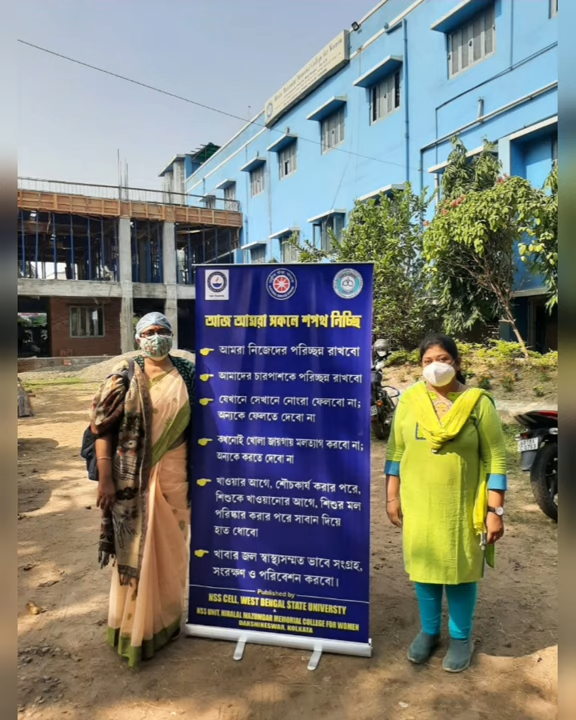 আজ আমরা সকলে শপথ নিচ্ছি
আমরা নিজেদের পরিচ্ছন্ন রাখবো
আমাদের চারপাশকে পরিচ্ছন্ন রাখবো
যেখানে সেখানে নোংরা ফেলবো না;
অন্যকে ফেলতে দেবো না
কখনোই খোলা জায়গায় মলত্যাগ করবো না;
অন্যকে করতে দেবো না
খাওয়ার আগে, শৌচকার্য করার পরে,
শিশুকে খাওয়ানোর আগে, শিশুর মল
পরিষ্কার করার পরে সাবান দিয়ে
হাত ধোবো
খাবার জল স্বাস্থ্যসম্মত ভাবে সংগ্রহ,
সংরক্ষণ ও পরিবেশন করবো।
Published by
NSS CELL, WEST BENGAL STATE UNIVERSTY
&
NSS UNIT, HIRALAL MAZUMDAR MEMORIAL COLLEGE FOR WOMEN
DAKSHINESWAR, KOLKATA